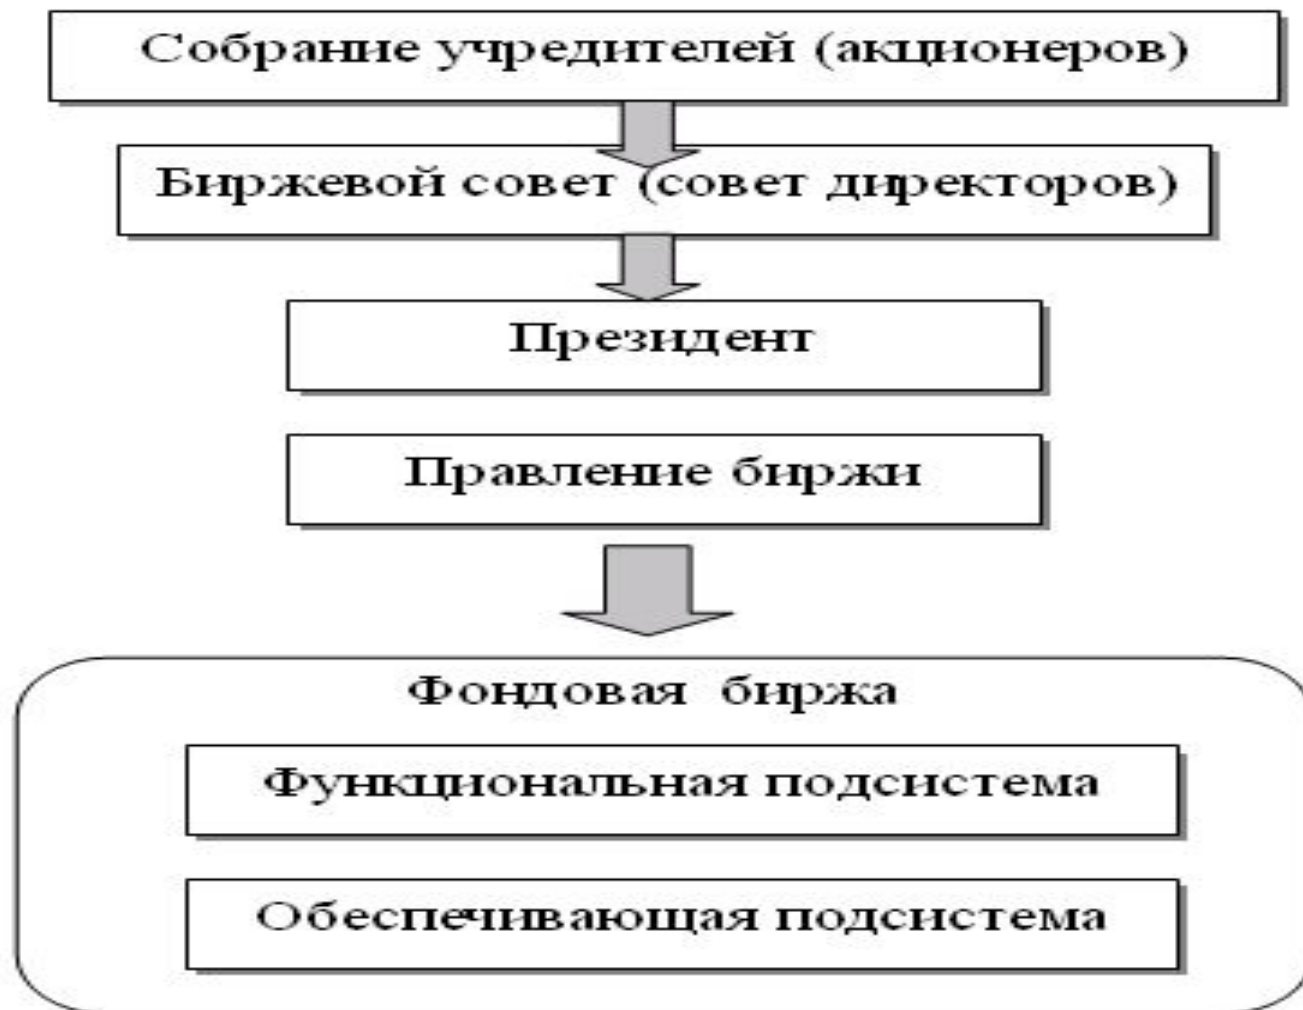 Собрание учредителей (акционеров)
Биржевой совет (совет директоров)
Президент
Правление биржи
Фондовая биржа
Функциональная подсистема
Обеспечивающая подсистема